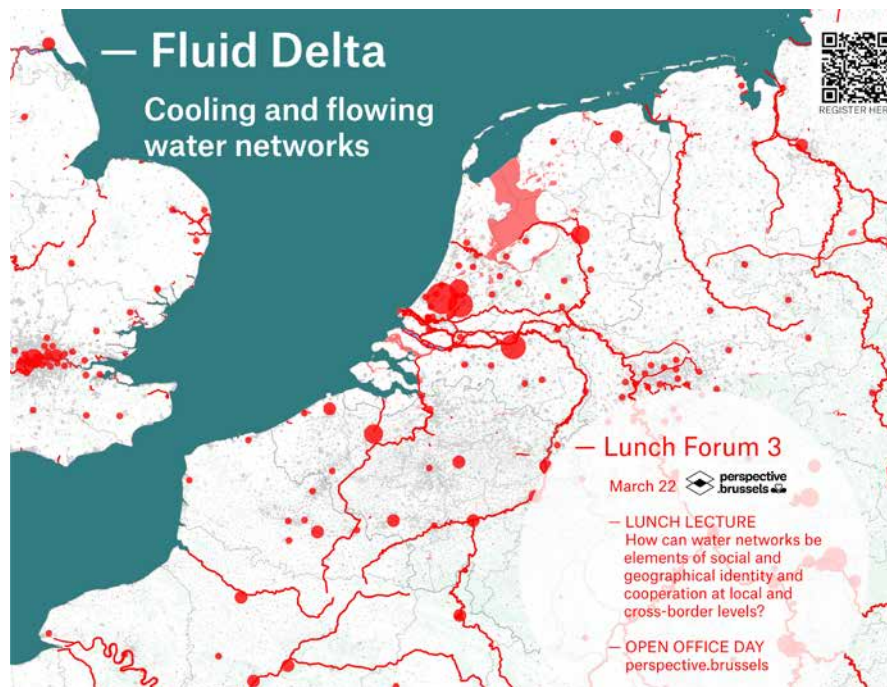 — Fluid Delta
Cooling and flowing
water networks
REGISTER HER
— Lunch Forum 3
March 22
perspective
.brussels
— LUNCH LECTURE
How can water networks be
elements of social and
geographical identity and
cooperation at local and
cross-border levels?
— OPEN OFFICE DAY
perspective.brussels